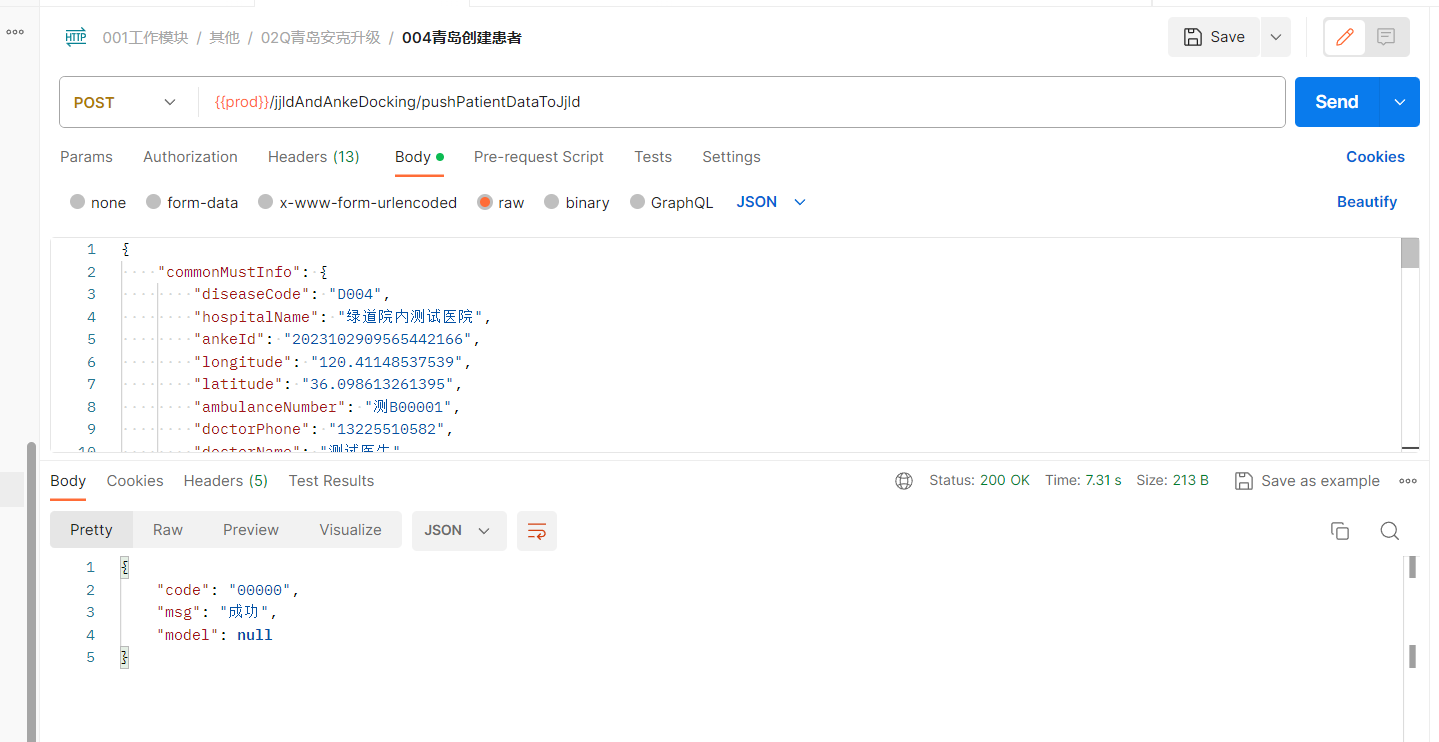 HTTP 001工作模块 / 其他 / 02Q青岛安克升级 / 004青岛创建患者 Save
POST {{prod}}/jjldAndAnkeDocking/pushPatientDataToJjld Send
Params Authorization Headers (13) Body Pre-request Script Tests Settings Cookies
none form-data x-www-form-urlencoded raw binary GraphQL JSON Beautify
1 {
2 "commonMustInfo": {
3 "diseaseCode": "D004",
4 "hospitalName": "绿道院内测试医院",
5 "ankeId": "2023102909565442166",
6 "longitude": "120.41148537539",
7 "latitude": "36.098613261395",
8 "ambulanceNumber": "测B00001",
9 "doctorPhone": "13225510582",
10 "doctorName": "测试医生"
Body Cookies Headers (5) Test Results Status: 200 OK Time: 7.31 s Size: 213 B Save as example
Pretty Raw Preview Visualize JSON
1 {
2 "code": "00000",
3 "msg": "成功",
4 "model": null
5 }